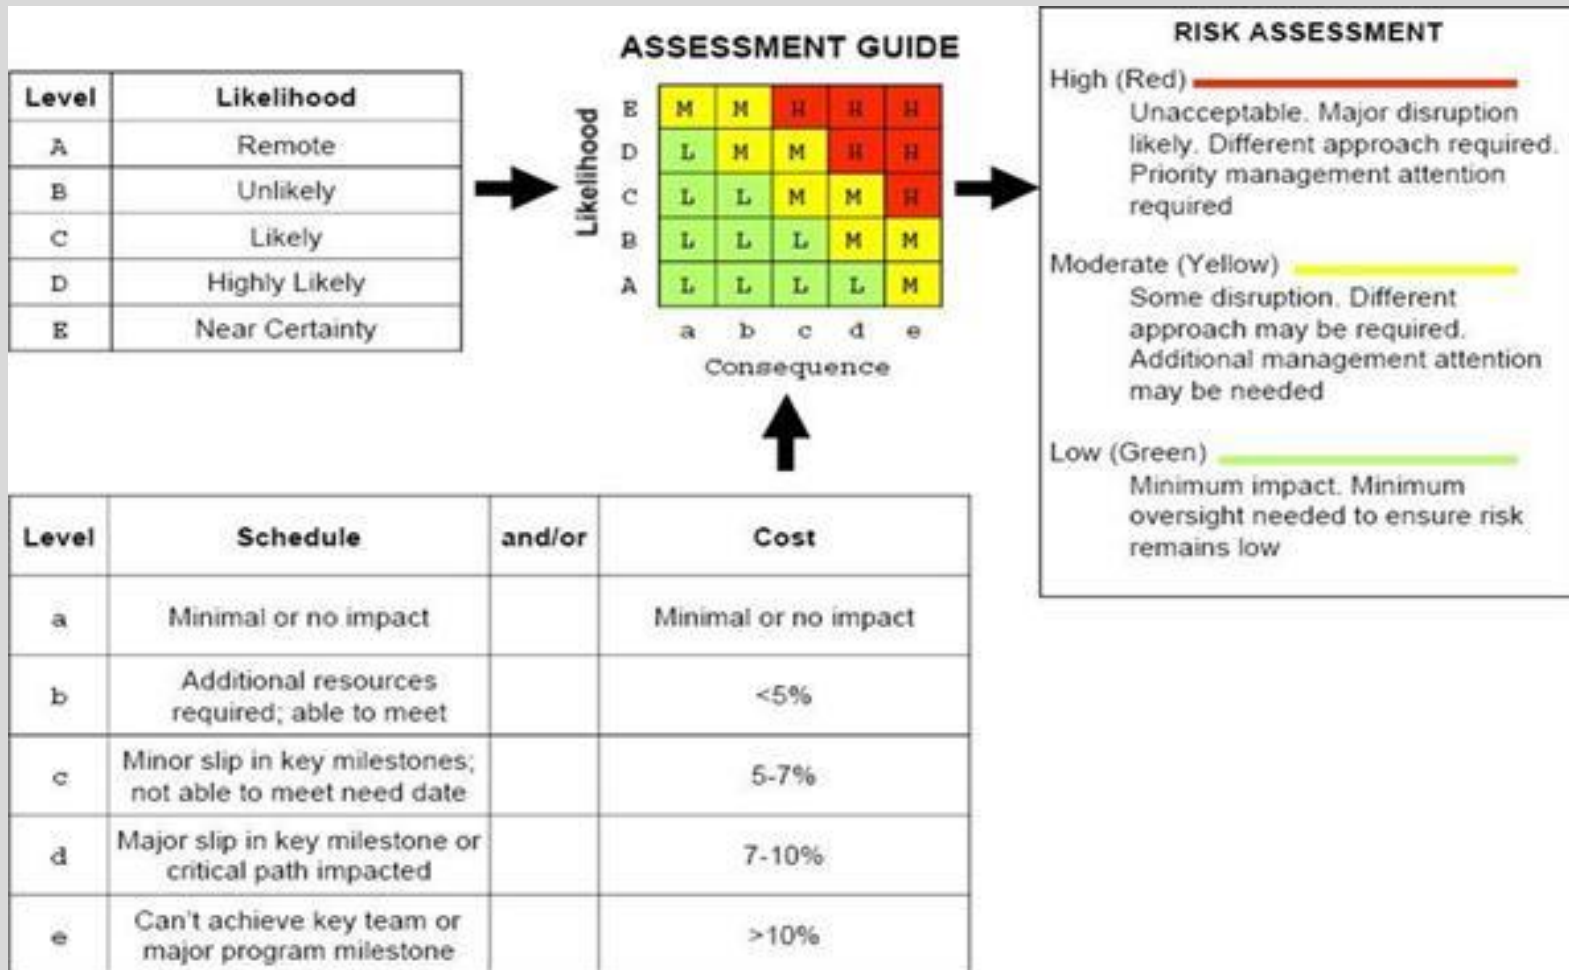 Level Likelihood
A Remote
B Unlikely
C Likely
D Highly Likely
E Near Certainty
ASSESSMENT GUIDE
Likelihood
E M M H H H
D L M M H H
C L L M M H
B L L L M M
A L L L L M
a b c d e
Consequence
RISK ASSESSMENT
High (Red)
Unacceptable. Major disruption
likely. Different approach required.
Priority management attention
required
Moderate (Yellow)
Some disruption. Different
approach may be required.
Additional management attention
may be needed
Low (Green)
Minimum impact. Minimum
oversight needed to ensure risk
remains low
Level Schedule and/or Cost
a Minimal or no impact Minimal or no impact
b Additional resources
required; able to meet <5%
c Minor slip in key milestones;
not able to meet need date 5-7%
d Major slip in key milestone or
critical path impacted 7-10%
e Can't achieve key team or
major program milestone >10%